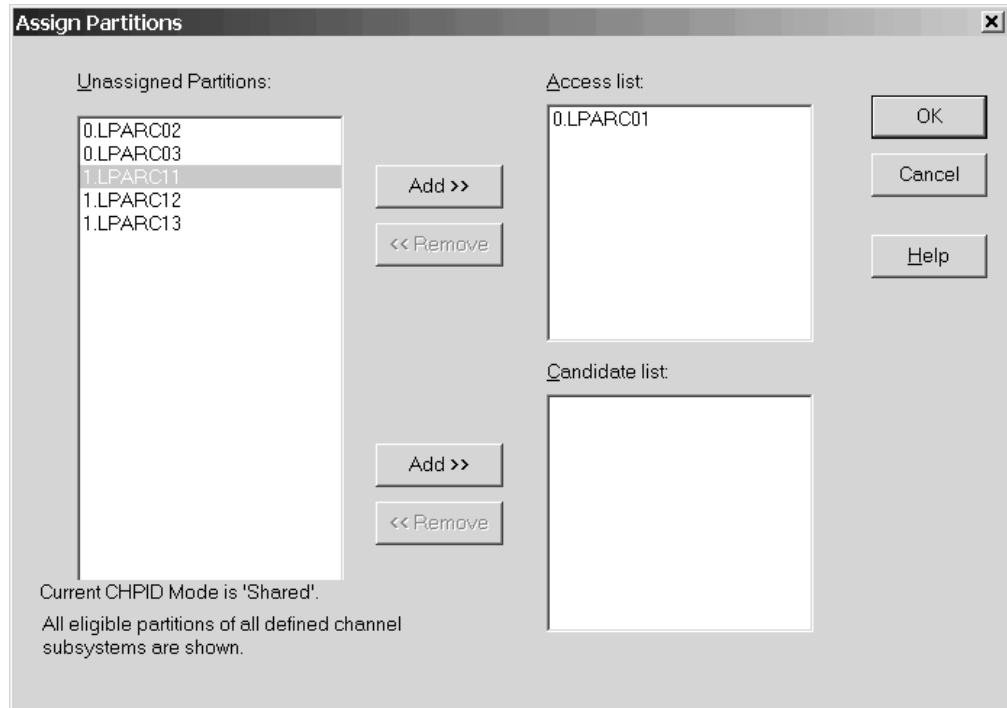 Assign Partitions
Unassigned Partitions:
0.LPARC02
0.LPARC03
1.LPARC11
1.LPARC12
1.LPARC13
Add >>
<< Remove
Add >>
<< Remove
Access list:
0.LPARC01
Candidate list:
OK
Cancel
Help
Current CHPID Mode is 'Shared'.
All eligible partitions of all defined channel
subsystems are shown.